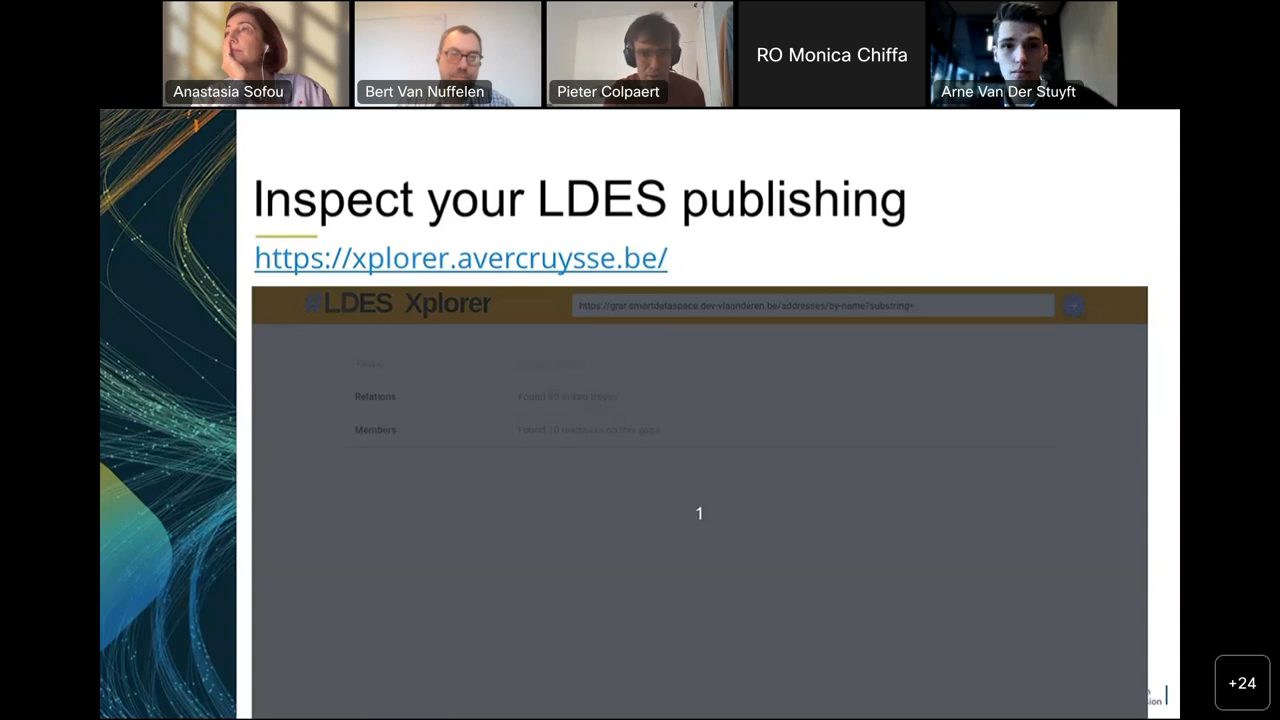 Anastasia Sofou
Bert Van Nuffelen
Pieter Colpaert
RO Monica Chiffa
Arne Van Der Stuyft
Inspect your LDES publishing
https://xplorer.avercruysse.be/
#LDES Xplorer
https://grar.smartdataspace.dev-vlaanderen.be/addresses/by-name?substring=
Relations
Members
1
+24